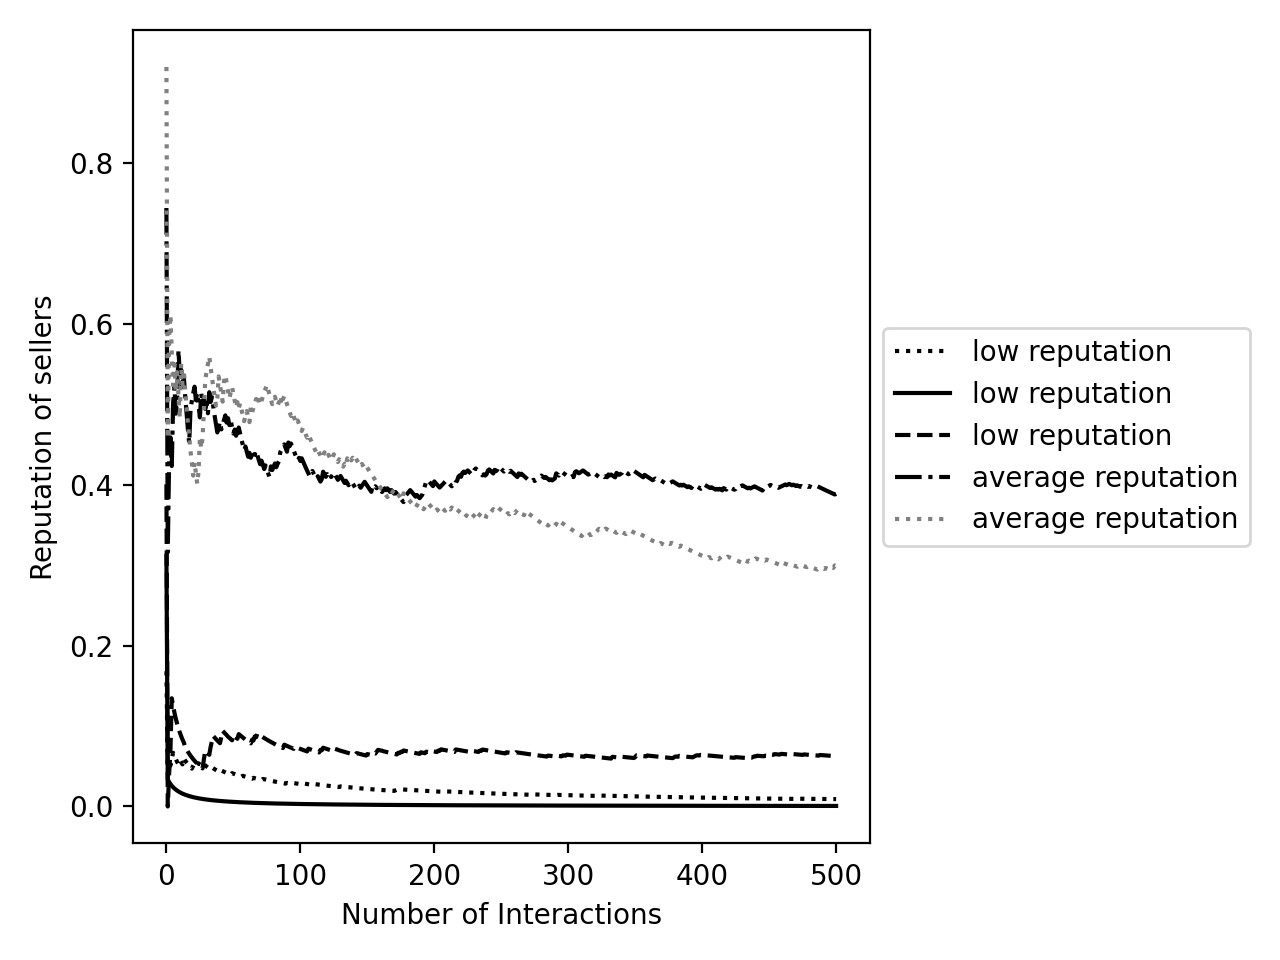 Reputation of sellers
0.8
0.6
0.4
0.2
0.0
0 100 200 300 400 500
Number of Interactions
low reputation
low reputation
low reputation
average reputation
average reputation